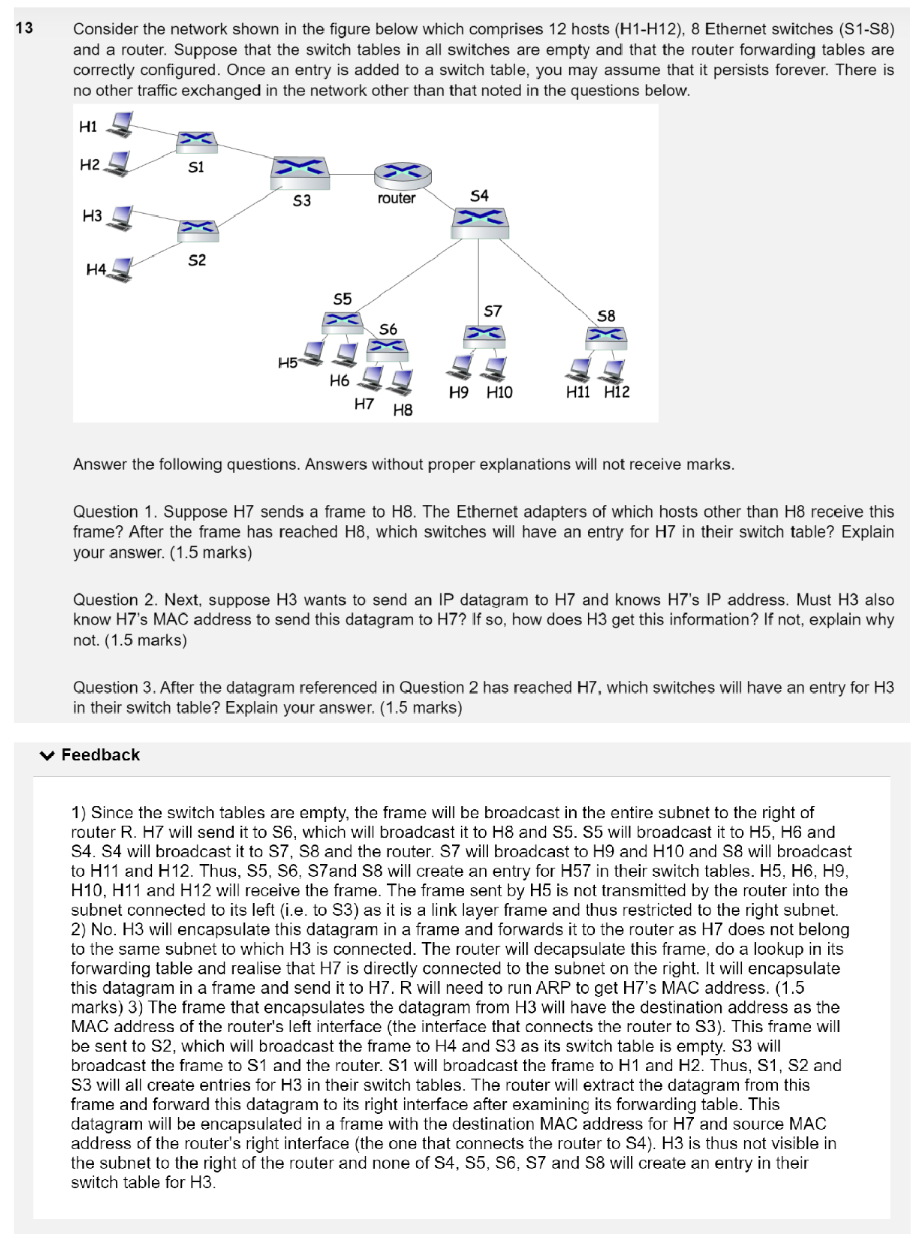 13
Consider the network shown in the figure below which comprises 12 hosts (H1-H12), 8 Ethernet switches (S1-S8)
and a router. Suppose that the switch tables in all switches are empty and that the router forwarding tables are
correctly configured. Once an entry is added to a switch table, you may assume that it persists forever. There is
no other traffic exchanged in the network other than that noted in the questions below.
H1
H2
S1
S3
router
S4
H3
H4
S2
S5
S6
S7
S8
H5
H6
H7
H8
H9
H10
H11
H12
Answer the following questions. Answers without proper explanations will not receive marks.
Question 1. Suppose H7 sends a frame to H8. The Ethernet adapters of which hosts other than H8 receive this
frame? After the frame has reached H8, which switches will have an entry for H7 in their switch table? Explain
your answer. (1.5 marks)
Question 2. Next, suppose H3 wants to send an IP datagram to H7 and knows H7's IP address. Must H3 also
know H7's MAC address to send this datagram to H7? If so, how does H3 get this information? If not, explain why
not. (1.5 marks)
Question 3. After the datagram referenced in Question 2 has reached H7, which switches will have an entry for H3
in their switch table? Explain your answer. (1.5 marks)
Feedback
1) Since the switch tables are empty, the frame will be broadcast in the entire subnet to the right of
router R. H7 will send it to S6, which will broadcast it to H8 and S5. S5 will broadcast it to H5, H6 and
S4. S4 will broadcast it to S7, S8 and the router. S7 will broadcast to H9 and H10 and S8 will broadcast
to H11 and H12. Thus, S5, S6, S7and S8 will create an entry for H57 in their switch tables. H5, H6, H9,
H10, H11 and H12 will receive the frame. The frame sent by H5 is not transmitted by the router into the
subnet connected to its left (i.e. to S3) as it is a link layer frame and thus restricted to the right subnet.
2) No. H3 will encapsulate this datagram in a frame and forwards it to the router as H7 does not belong
to the same subnet to which H3 is connected. The router will decapsulate this frame, do a lookup in its
forwarding table and realise that H7 is directly connected to the subnet on the right. It will encapsulate
this datagram in a frame and send it to H7. R will need to run ARP to get H7's MAC address. (1.5
marks) 3) The frame that encapsulates the datagram from H3 will have the destination address as the
MAC address of the router's left interface (the interface that connects the router to S3). This frame will
be sent to S2, which will broadcast the frame to H4 and S3 as its switch table is empty. S3 will
broadcast the frame to S1 and the router. S1 will broadcast the frame to H1 and H2. Thus, S1, S2 and
S3 will all create entries for H3 in their switch tables. The router will extract the datagram from this
frame and forward this datagram to its right interface after examining its forwarding table. This
datagram will be encapsulated in a frame with the destination MAC address for H7 and source MAC
address of the router's right interface (the one that connects the router to S4). H3 is thus not visible in
the subnet to the right of the router and none of S4, S5, S6, S7 and S8 will create an entry in their
switch table for H3.